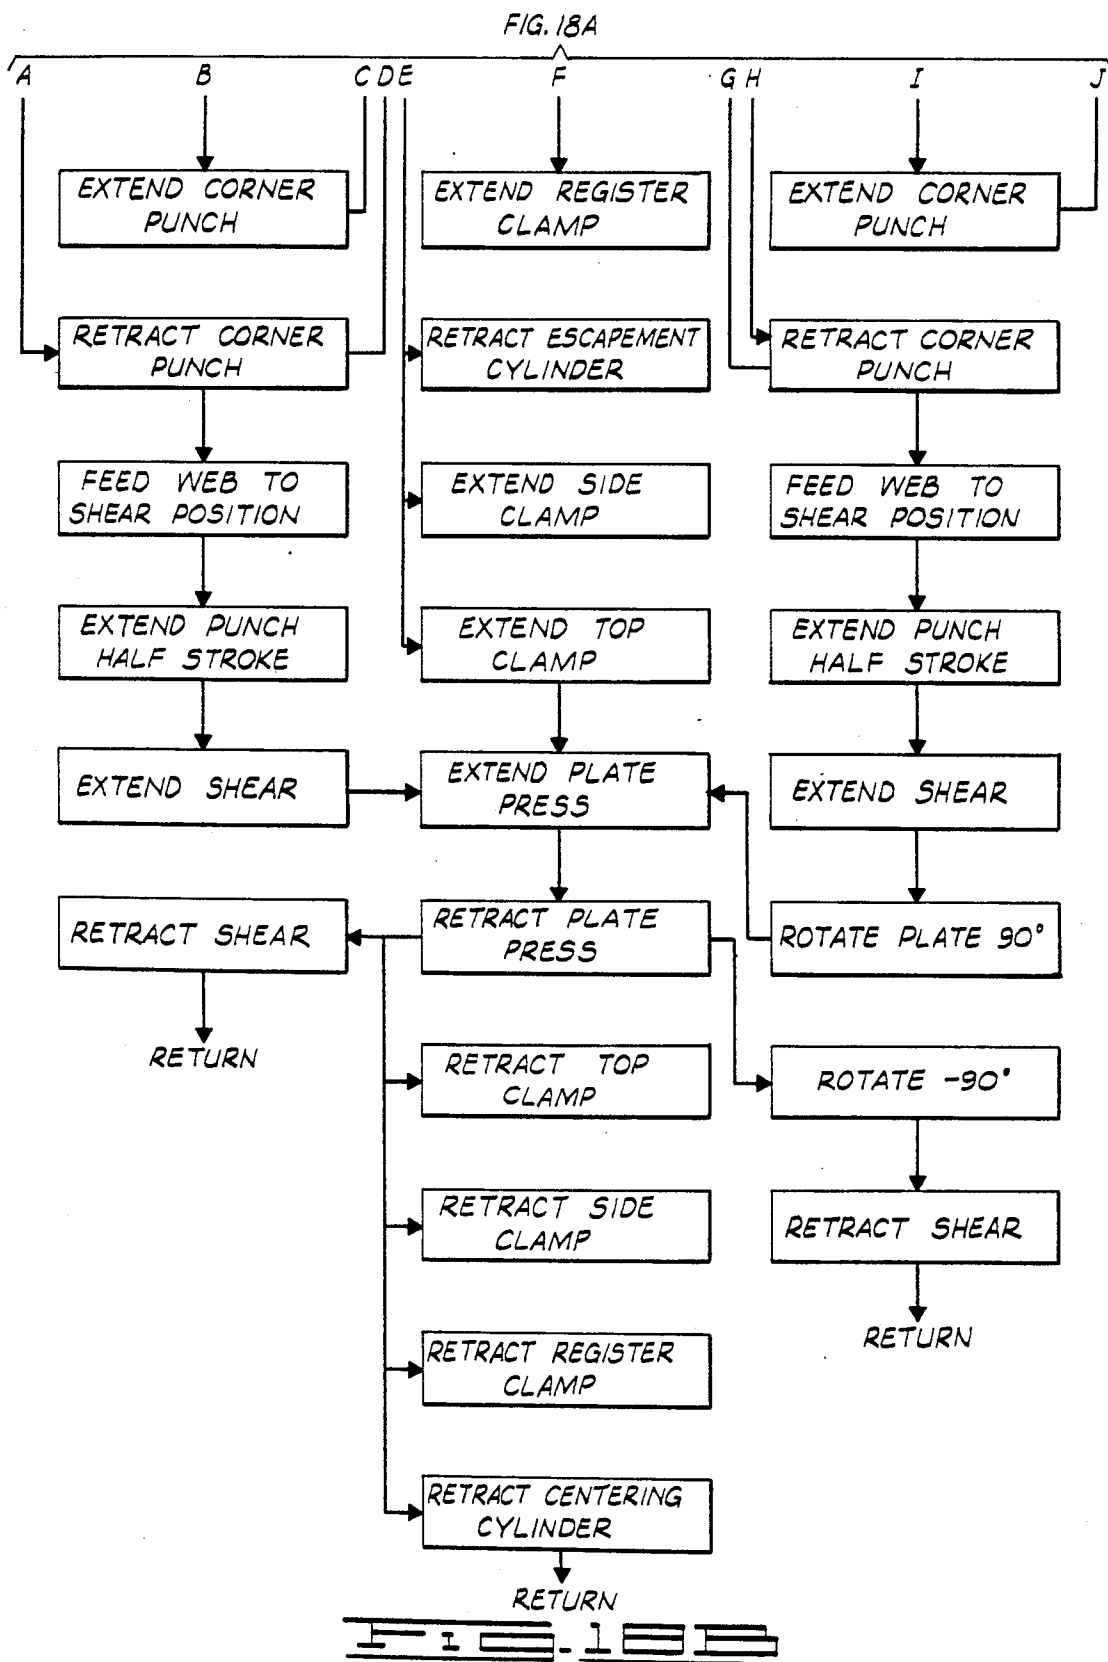 FIG. 18A
A B C D E F G H I J
EXTEND CORNER
PUNCH
EXTEND REGISTER
CLAMP
EXTEND CORNER
PUNCH
RETRACT CORNER
PUNCH
RETRACT ESCAPEMENT
CYLINDER
RETRACT CORNER
PUNCH
FEED WEB TO
SHEAR POSITION
EXTEND SIDE
CLAMP
FEED WEB TO
SHEAR POSITION
EXTEND PUNCH
HALF STROKE
EXTEND TOP
CLAMP
EXTEND PUNCH
HALF STROKE
EXTEND SHEAR
EXTEND PLATE
PRESS
EXTEND SHEAR
RETRACT SHEAR
RETRACT PLATE
PRESS
ROTATE PLATE 90°
RETURN
RETRACT TOP
CLAMP
ROTATE -90°
RETRACT SIDE
CLAMP
RETRACT SHEAR
RETURN
RETRACT REGISTER
CLAMP
RETRACT CENTERING
CYLINDER
RETURN
FIG.-18B